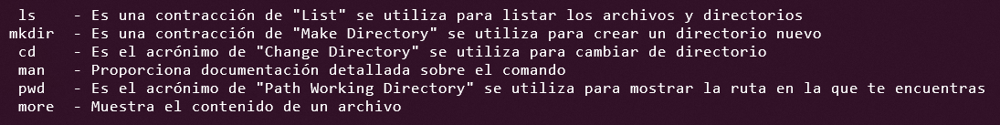 ls - Es una contracción de "List" se utiliza para listar los archivos y directorios
mkdir - Es una contracción de "Make Directory" se utiliza para crear un directorio nuevo
cd - Es el acrónimo de "Change Directory" se utiliza para cambiar de directorio
man - Proporciona documentación detallada sobre el comando
pwd - Es el acrónimo de "Path Working Directory" se utiliza para mostrar la ruta en la que te encuentras
more - Muestra el contenido de un archivo